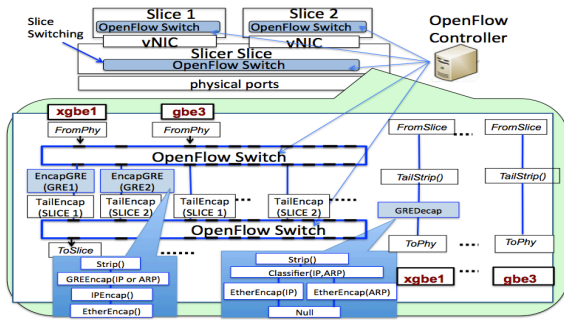 Slice 1
OpenFlow Switch
Slice 2
OpenFlow Switch
OpenFlow
Controller
Slice
Switching
vNIC
vNIC
Slicer Slice
OpenFlow Switch
physical ports
xgbe1
gbe3
FromPhy
FromPhy
OpenFlow Switch
EncapGRE
(GRE1)
EncapGRE
(GRE2)
TailEncap
(SLICE 1)
TailEncap
(SLICE 2)
TailEncap
(SLICE 1)
TailEncap
(SLICE 2)
OpenFlow Switch
ToSlice
Strip()
GREEncap(IP or ARP)
IPEncap()
EtherEncap()
Strip()
Classifier(IP,ARP)
EtherEncap(IP)
EtherEncap(ARP)
Null
FromSlice
FromSlice
TailStrip()
TailStrip()
GREDecap
ToPhy
ToPhy
xgbe1
gbe3